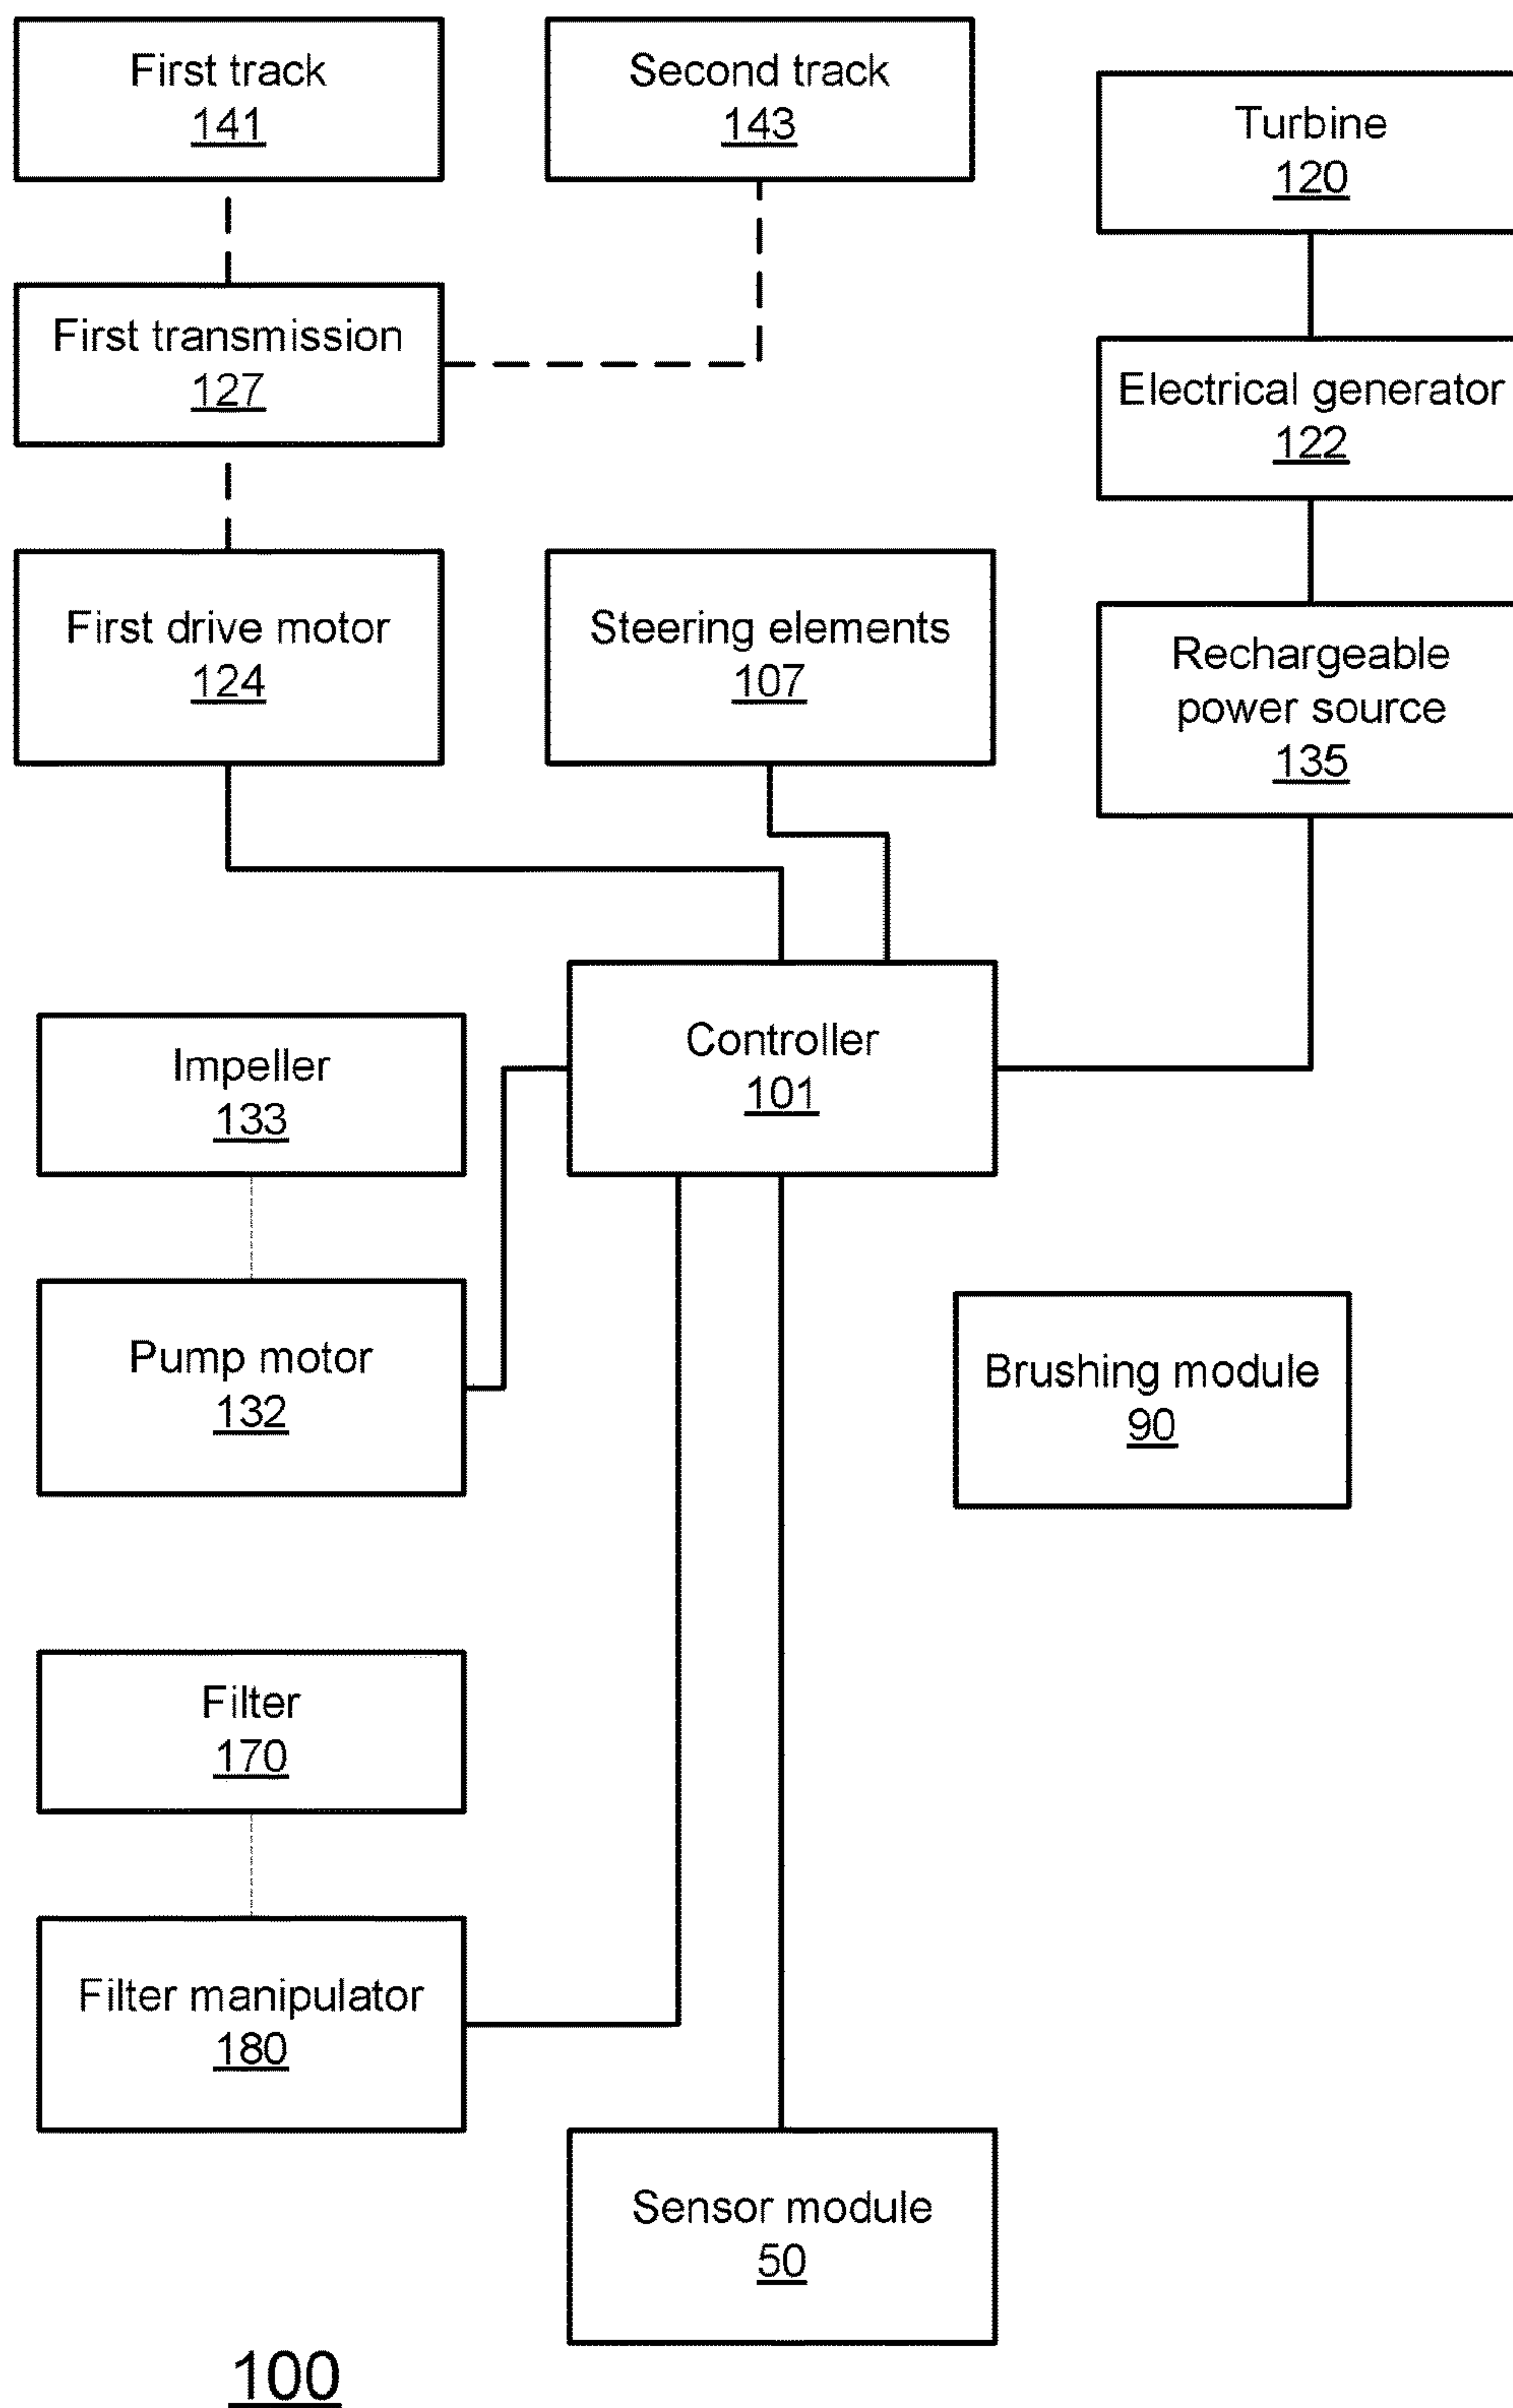 First track
141
Second track
143
Turbine
120
First transmission
127
Electrical generator
122
First drive motor
124
Steering elements
107
Rechargeable
power source
135
Controller
101
Impeller
133
Pump motor
132
Brushing module
90
Filter
170
Filter manipulator
180
Sensor module
50
100